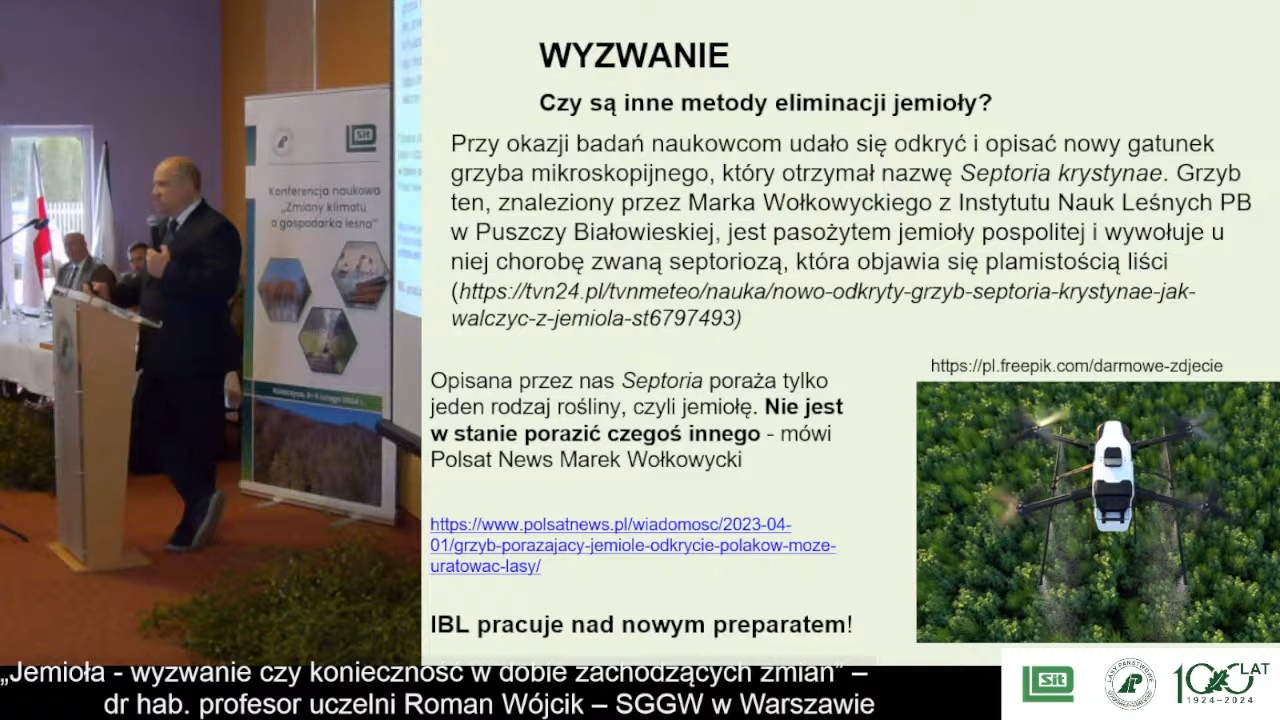 WYZWANIE
Czy są inne metody eliminacji jemioły?
Przy okazji badań naukowcom udało się odkryć i opisać nowy gatunek
grzyba mikroskopijnego, który otrzymał nazwę Septoria krystynae. Grzyb
ten, znaleziony przez Marka Wołkowyckiego z Instytutu Nauk Leśnych PB
w Puszczy Białowieskiej, jest pasożytem jemioły pospolitej i wywołuje u
niej chorobę zwaną septoriozą, która objawia się plamistością liści
(https://tvn24.pl/tvnmeteo/nauka/nowo-odkryty-grzyb-septoria-krystynae-jak-
walczyc-z-jemiola-st6797493)
https://pl.freepik.com/darmowe-zdjecie
Opisana przez nas Septoria poraża tylko
jeden rodzaj rośliny, czyli jemiołę. Nie jest
w stanie porazić czegoś innego - mówi
Polsat News Marek Wołkowycki
https://www.polsatnews.pl/wiadomosc/2023-04-
01/grzyb-porazajacy-jemiole-odkrycie-polakow-moze-
uratowac-lasy/
IBL pracuje nad nowym preparatem!
Sit
Konferencja naukowa
„Zmiany klimatu
a gospodarka leśna”
„Jemioła - wyzwanie czy konieczność w dobie zachodzących zmian” –
dr hab. profesor uczelni Roman Wójcik – SGGW w Warszawie
Sit
LASY PAŃSTWOWE
100 LAT
1924–2024